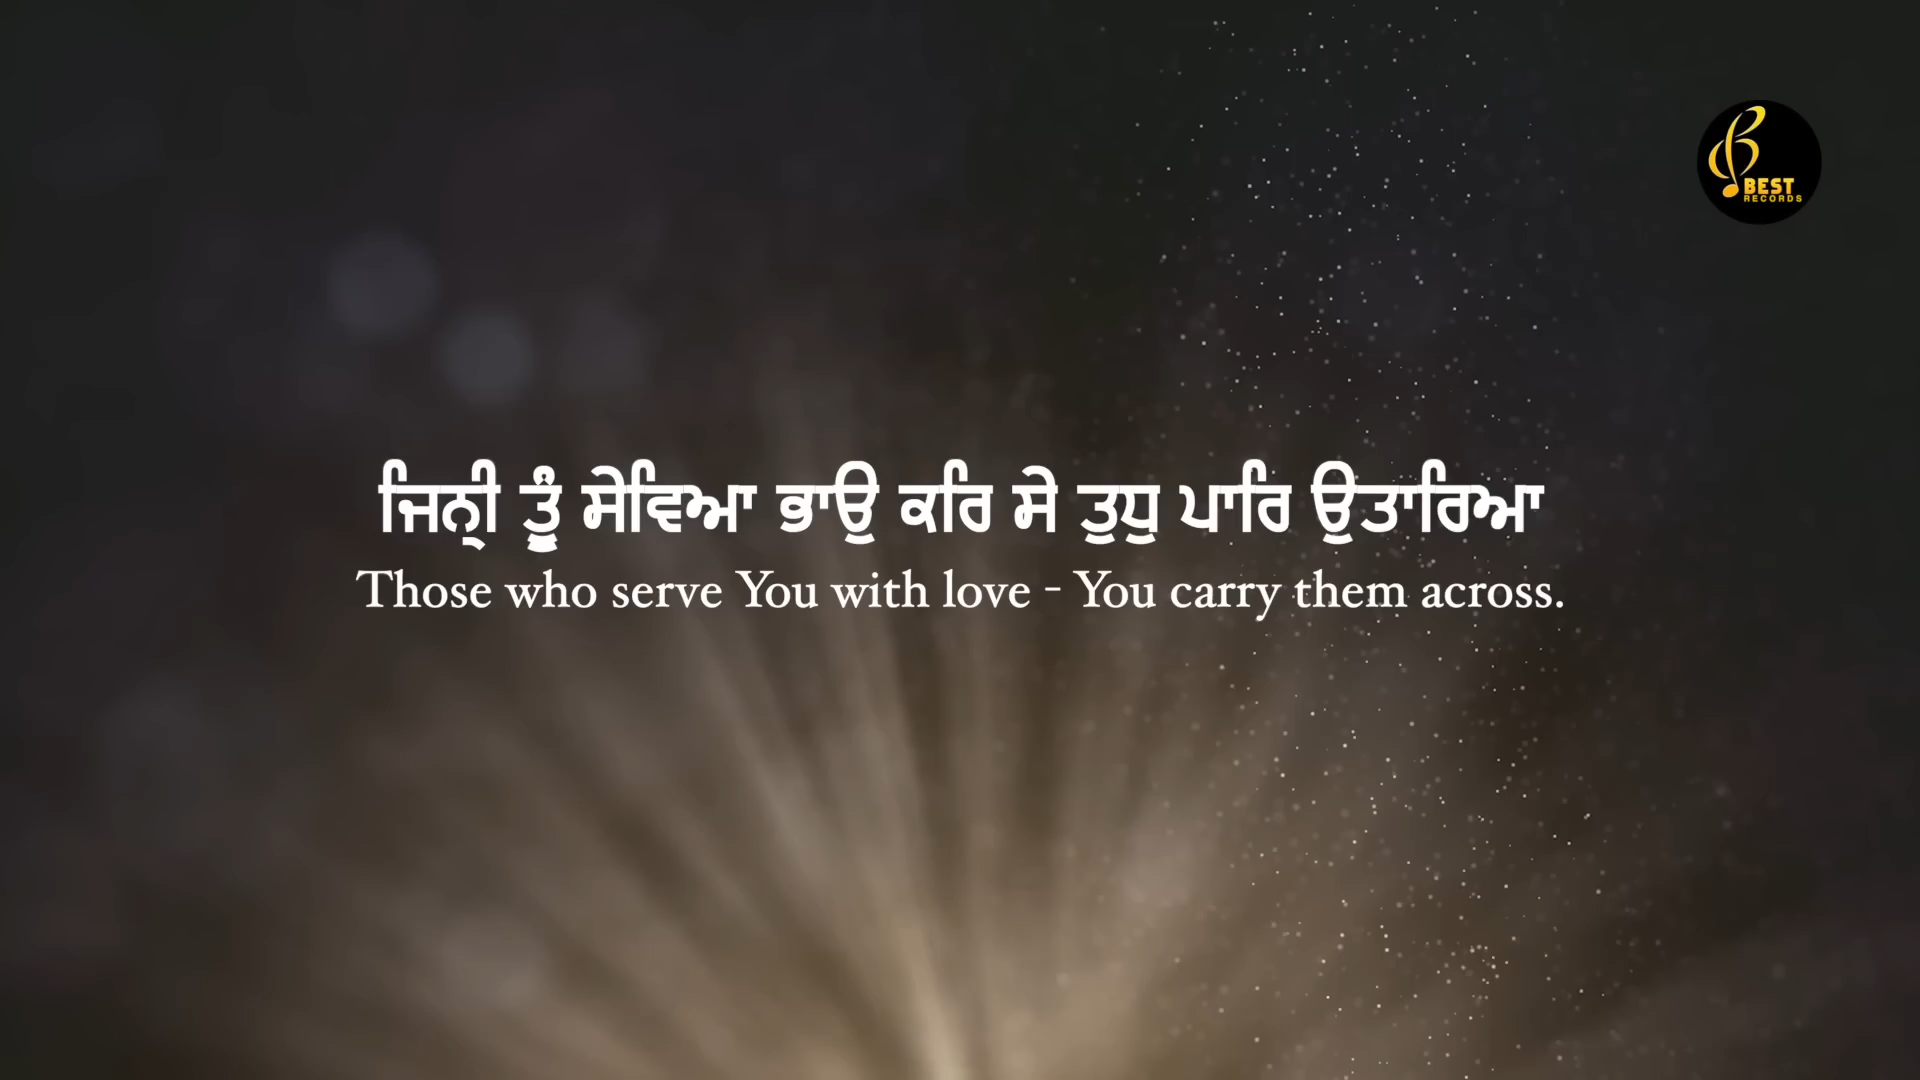 BEST
RECORDS
ਜਿਨ੍ਹੀ ਤੂੰ ਸੇਵਿਆ ਭਾਉ ਕਰਿ ਸੇ ਤੁਧੁ ਪਾਰਿ ਉਤਾਰਿਆ
Those who serve You with love - You carry them across.